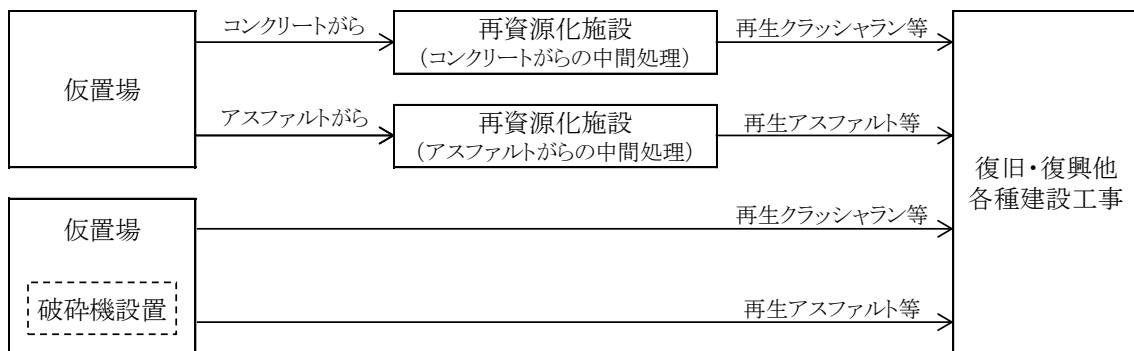 仮置場
コンクリートがら
再資源化施設
（コンクリートがらの中間処理）
再生クラッシャラン等
アスファルトがら
再資源化施設
（アスファルトがらの中間処理）
再生アスファルト等
仮置場
破砕機設置
再生クラッシャラン等
再生アスファルト等
復旧・復興他
各種建設工事